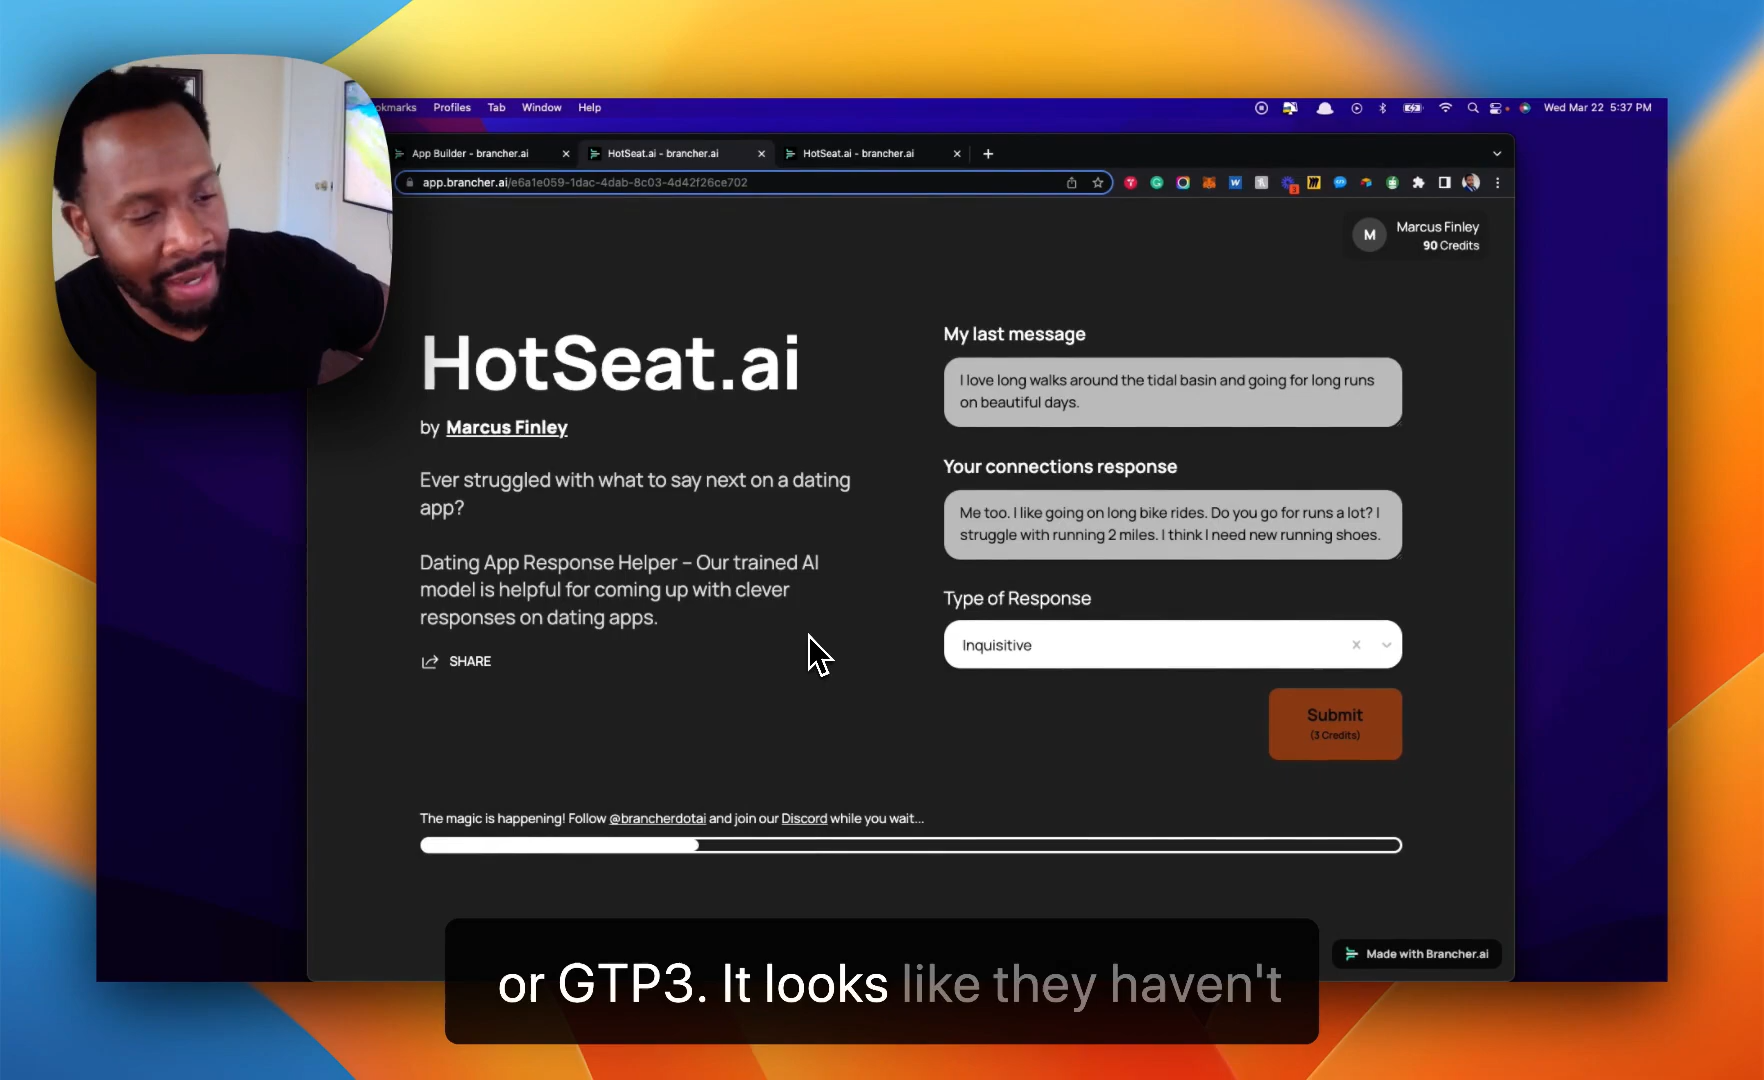 Profiles Tab Window Help
Wed Mar 22 5:37 PM
App Builder - brancher.ai
HotSeat.ai - brancher.ai
HotSeat.ai - brancher.ai
app.brancher.ai/e6a1e059-1dac-4dab-8c03-4d42f26ce702
M
Marcus Finley
90 Credits
HotSeat.ai
by Marcus Finley
Ever struggled with what to say next on a dating
app?
Dating App Response Helper – Our trained AI
model is helpful for coming up with clever
responses on dating apps.
SHARE
My last message
I love long walks around the tidal basin and going for long runs
on beautiful days.
Your connections response
Me too. I like going on long bike rides. Do you go for runs a lot? I
struggle with running 2 miles. I think I need new running shoes.
Type of Response
Inquisitive
Submit
(3 Credits)
The magic is happening! Follow @brancherdotai and join our Discord while you wait...
Made with Brancher.ai
or GTP3. It looks like they haven't